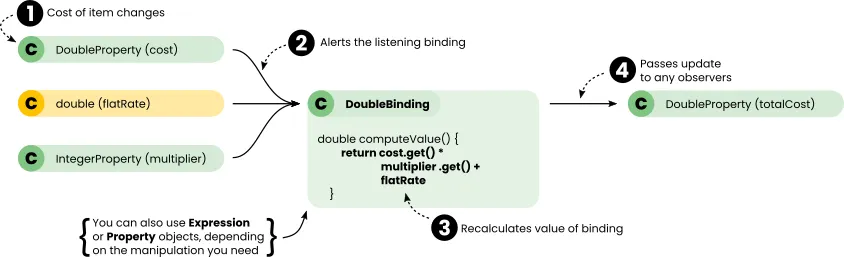 1 Cost of item changes
C DoubleProperty (cost)
2 Alerts the listening binding
4 Passes update
to any observers
C double (flatRate)
C DoubleBinding
C DoubleProperty (totalCost)
double computeValue() {
return cost.get() *
multiplier .get() +
flatRate
}
C IntegerProperty (multiplier)
{ You can also use Expression
or Property objects, depending
on the manipulation you need }
3 Recalculates value of binding